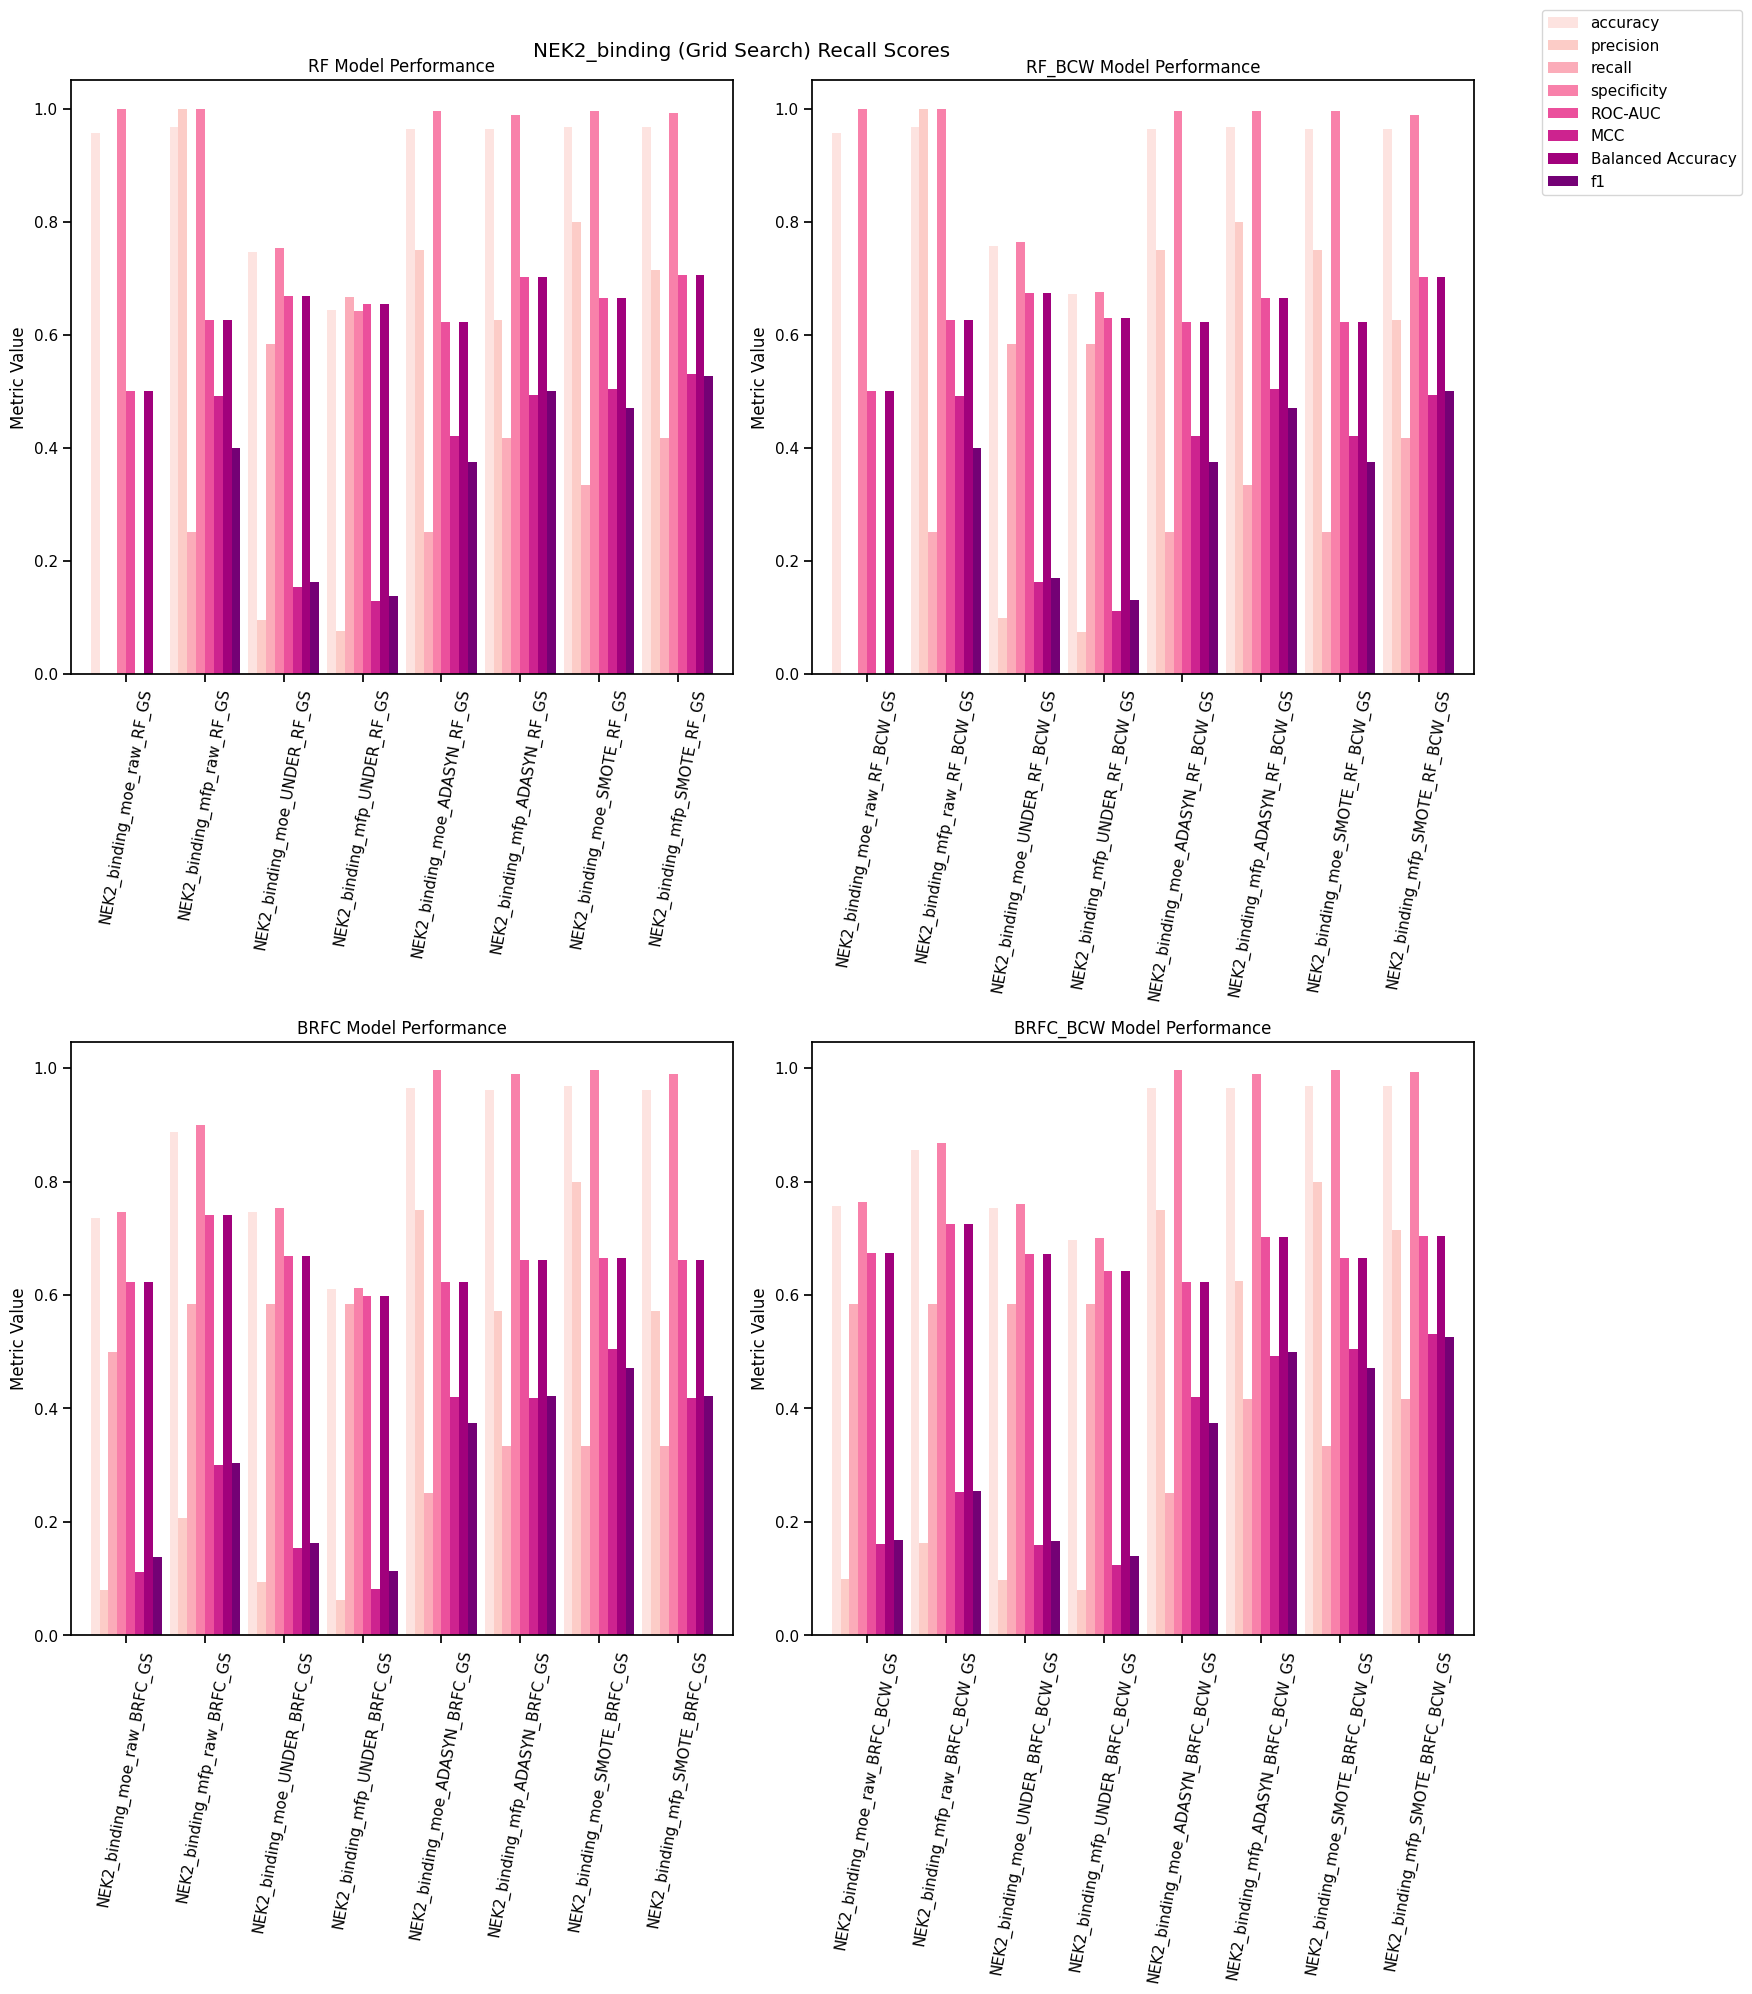 accuracy
precision
recall
specificity
ROC-AUC
MCC
Balanced Accuracy
f1
NEK2_binding (Grid Search) Recall Scores
RF Model Performance
Metric Value
1.0
0.8
0.6
0.4
0.2
0.0
NEK2_binding_moe_raw_RF_GS
NEK2_binding_mfp_raw_RF_GS
NEK2_binding_moe_UNDER_RF_GS
NEK2_binding_mfp_UNDER_RF_GS
NEK2_binding_moe_ADASYN_RF_GS
NEK2_binding_mfp_ADASYN_RF_GS
NEK2_binding_moe_SMOTE_RF_GS
NEK2_binding_mfp_SMOTE_RF_GS
RF_BCW Model Performance
Metric Value
1.0
0.8
0.6
0.4
0.2
0.0
NEK2_binding_moe_raw_RF_BCW_GS
NEK2_binding_mfp_raw_RF_BCW_GS
NEK2_binding_moe_UNDER_RF_BCW_GS
NEK2_binding_mfp_UNDER_RF_BCW_GS
NEK2_binding_moe_ADASYN_RF_BCW_GS
NEK2_binding_mfp_ADASYN_RF_BCW_GS
NEK2_binding_moe_SMOTE_RF_BCW_GS
NEK2_binding_mfp_SMOTE_RF_BCW_GS
BRFC Model Performance
Metric Value
1.0
0.8
0.6
0.4
0.2
0.0
NEK2_binding_moe_raw_BRFC_GS
NEK2_binding_mfp_raw_BRFC_GS
NEK2_binding_moe_UNDER_BRFC_GS
NEK2_binding_mfp_UNDER_BRFC_GS
NEK2_binding_moe_ADASYN_BRFC_GS
NEK2_binding_mfp_ADASYN_BRFC_GS
NEK2_binding_moe_SMOTE_BRFC_GS
NEK2_binding_mfp_SMOTE_BRFC_GS
BRFC_BCW Model Performance
Metric Value
1.0
0.8
0.6
0.4
0.2
0.0
NEK2_binding_moe_raw_BRFC_BCW_GS
NEK2_binding_mfp_raw_BRFC_BCW_GS
NEK2_binding_moe_UNDER_BRFC_BCW_GS
NEK2_binding_mfp_UNDER_BRFC_BCW_GS
NEK2_binding_moe_ADASYN_BRFC_BCW_GS
NEK2_binding_mfp_ADASYN_BRFC_BCW_GS
NEK2_binding_moe_SMOTE_BRFC_BCW_GS
NEK2_binding_mfp_SMOTE_BRFC_BCW_GS